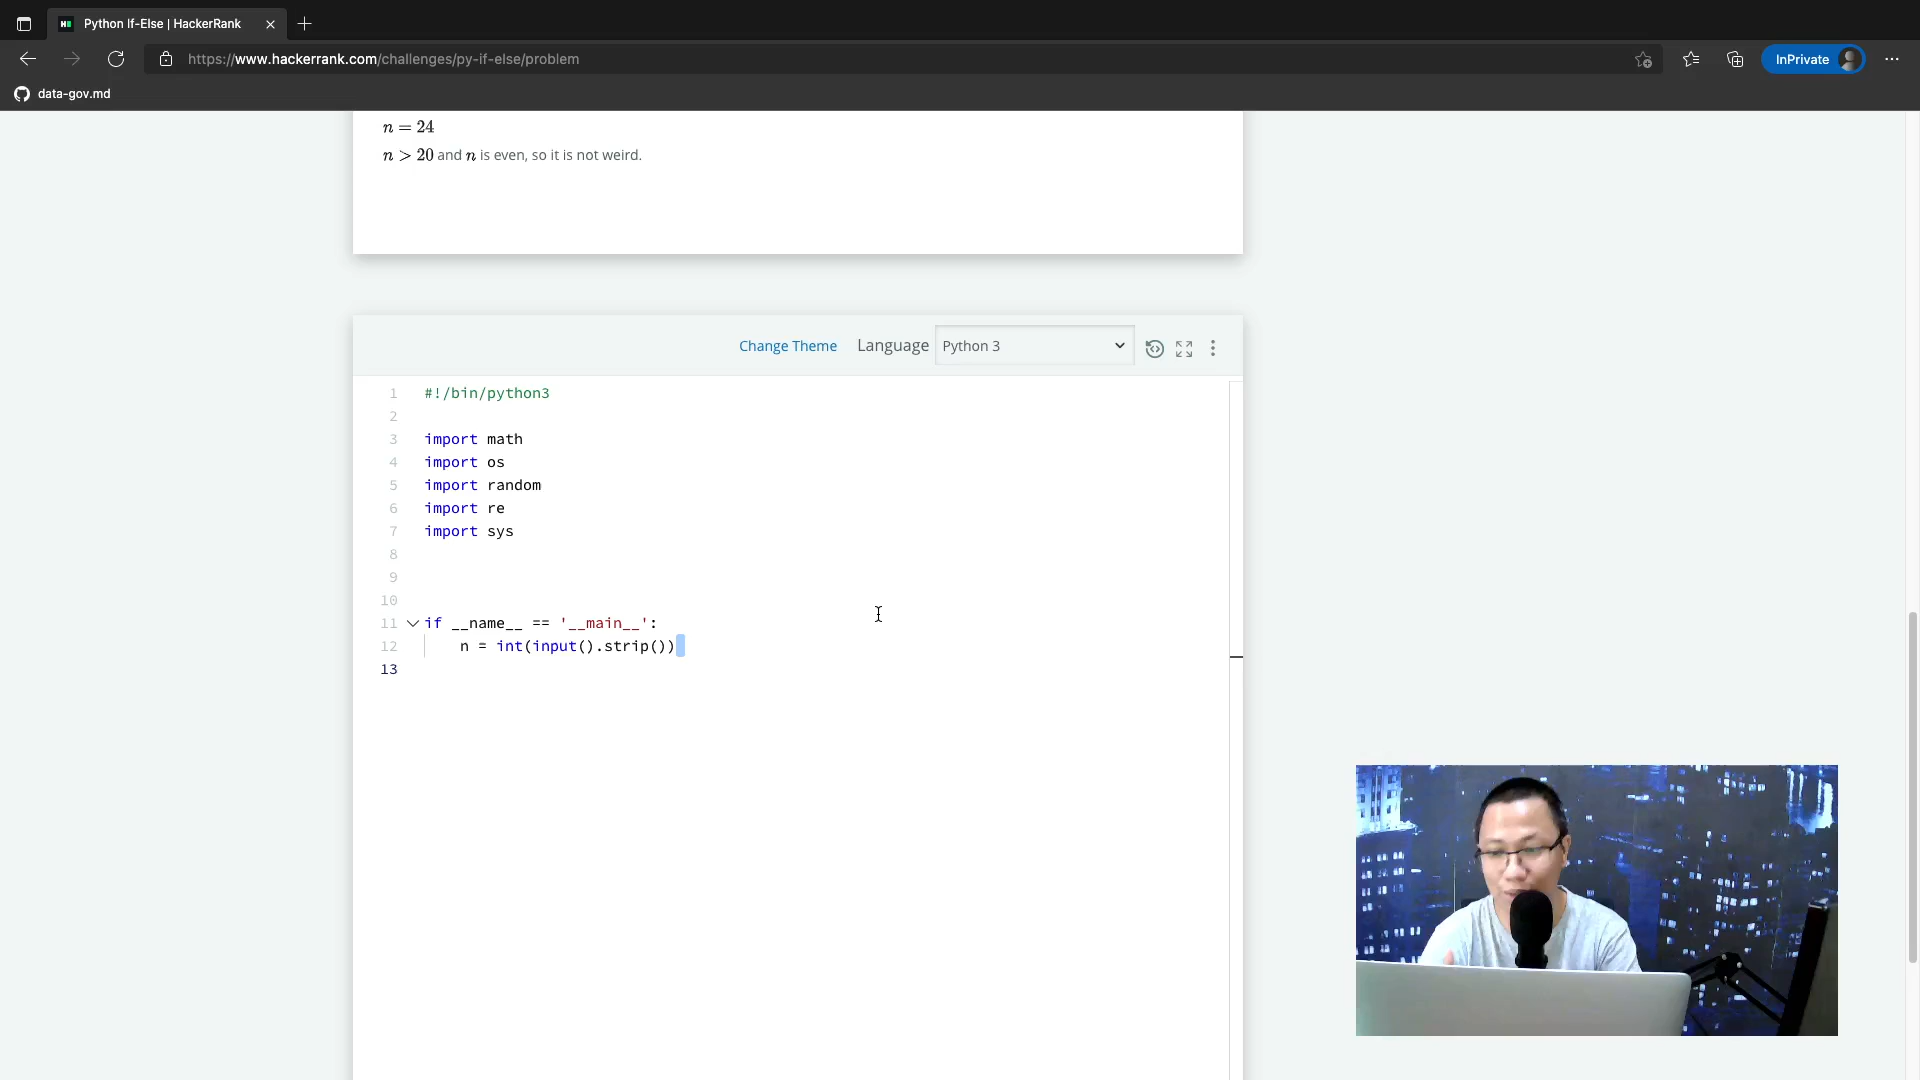 Python If-Else | HackerRank
https://www.hackerrank.com/challenges/py-if-else/problem
InPrivate
data-gov.md
n = 24
n > 20 and n is even, so it is not weird.
Change Theme Language Python 3
1 #!/bin/python3
2
3 import math
4 import os
5 import random
6 import re
7 import sys
8
9
10
11 if __name__ == '__main__':
12 n = int(input().strip())
13